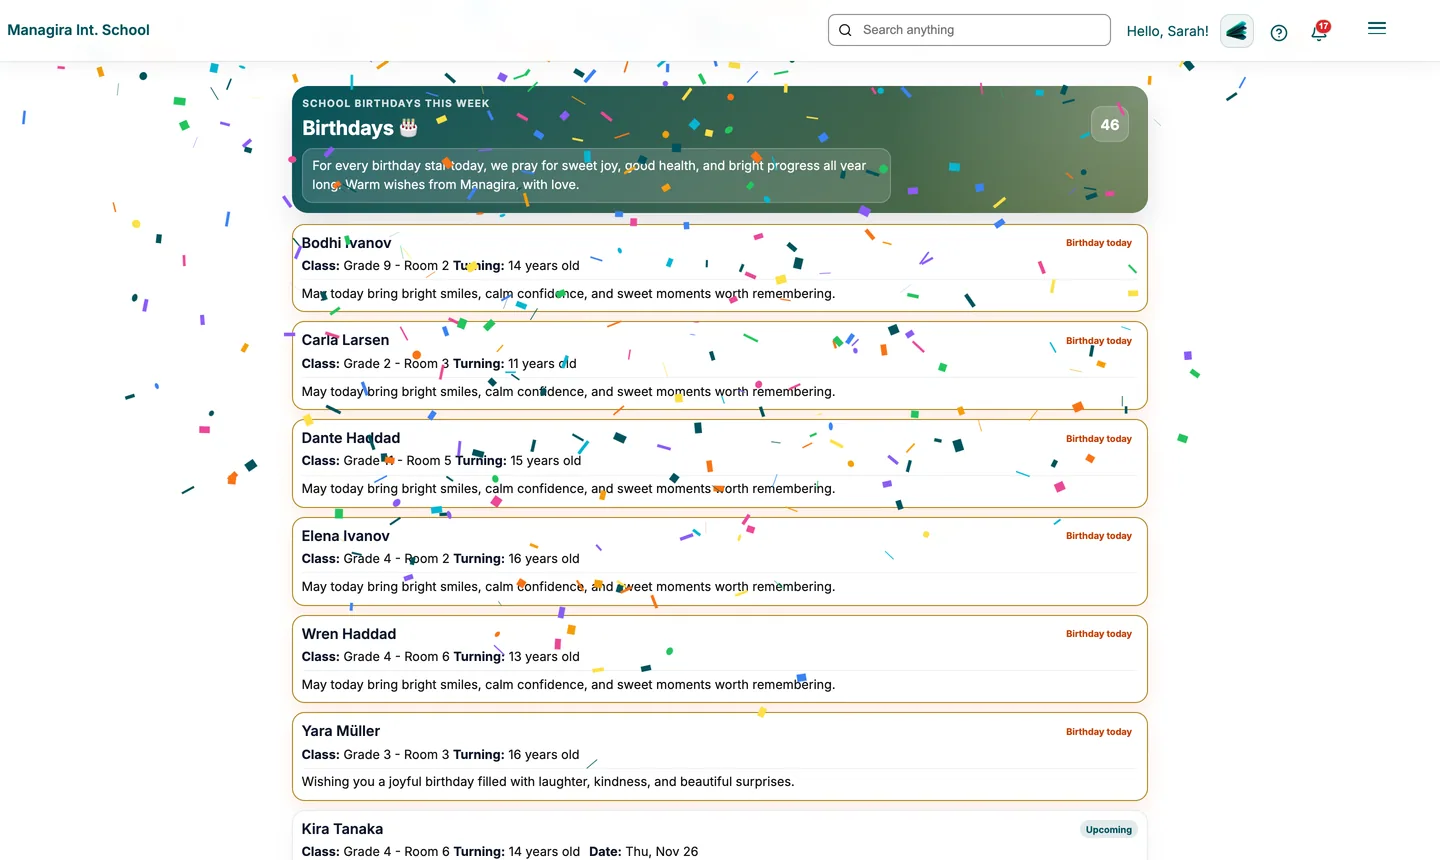 Managira Int. School
Search anything
Hello, Sarah!
17
SCHOOL BIRTHDAYS THIS WEEK
Birthdays
46
For every birthday star today, we pray for sweet joy, good health, and bright progress all year
long. Warm wishes from Managira, with love.
Bodhi Ivanov
Birthday today
Class: Grade 9 - Room 2 Turning: 14 years old
May today bring bright smiles, calm confidence, and sweet moments worth remembering.
Carla Larsen
Birthday today
Class: Grade 2 - Room 3 Turning: 11 years old
May today bring bright smiles, calm confidence, and sweet moments worth remembering.
Dante Haddad
Birthday today
Class: Grade - Room 5 Turning: 15 years old
May today bring bright smiles, calm confidence, and sweet moments worth remembering.
Elena Ivanov
Birthday today
Class: Grade 4 - Room 2 Turning: 16 years old
May today bring bright smiles, calm confidence, and sweet moments worth remembering.
Wren Haddad
Birthday today
Class: Grade 4 - Room 6 Turning: 13 years old
May today bring bright smiles, calm confidence, and sweet moments worth remembering.
Yara Müller
Birthday today
Class: Grade 3 - Room 3 Turning: 16 years old
Wishing you a joyful birthday filled with laughter, kindness, and beautiful surprises.
Kira Tanaka
Upcoming
Class: Grade 4 - Room 6 Turning: 14 years old Date: Thu, Nov 26